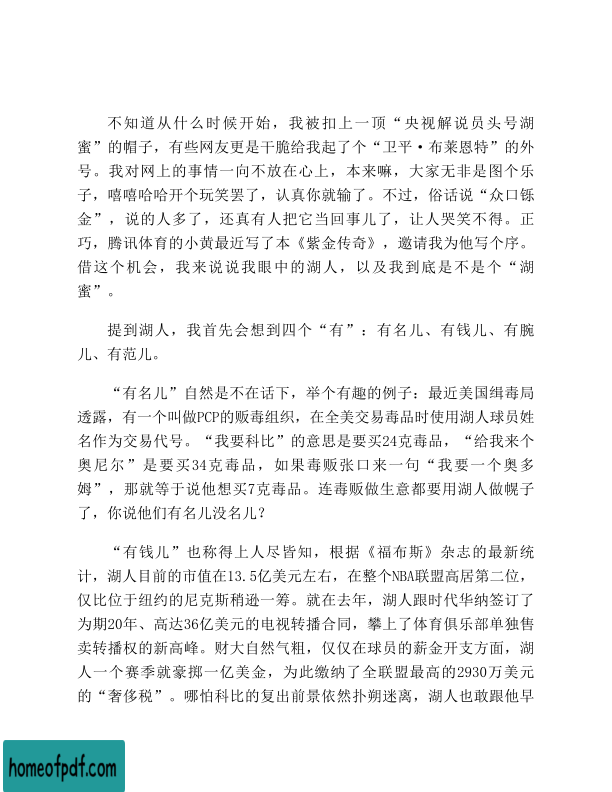 不知道从什么时候开始，我被扣上一顶“央视解说员头号湖
蜜”的帽子，有些网友更是干脆给我起了个“卫平·布莱恩特”的外
号。我对网上的事情一向不放在心上，本来嘛，大家无非是图个乐
子，嘻嘻哈哈开个玩笑罢了，认真你就输了。不过，俗话说“众口铄
金”，说的人多了，还真有人把它当回事儿了，让人哭笑不得。正
巧，腾讯体育的小黄最近写了本《紫金传奇》，邀请我为他写个序。
借这个机会，我来说说我眼中的湖人，以及我到底是不是个“湖
蜜”。
提到湖人，我首先会想到四个“有”：有名儿、有钱儿、有腕
儿、有范儿。
“有名儿”自然是不在话下，举个有趣的例子：最近美国缉毒局
透露，有一个叫做PCP的贩毒组织，在全美交易毒品时使用湖人球员姓
名作为交易代号。“我要科比”的意思是要买24克毒品，“给我来个
奥尼尔”是要买34克毒品，如果毒贩张口来一句“我要一个奥多
姆”，那就等于说他想买7克毒品。连毒贩做生意都要用湖人做幌子
了，你说他们有名儿没名儿？
“有钱儿”也称得上人尽皆知，根据《福布斯》杂志的最新统
计，湖人目前的市值在13.5亿美元左右，在整个NBA联盟高居第二位，
仅比位于纽约的尼克斯稍逊一筹。就在去年，湖人跟时代华纳签订了
为期20年、高达36亿美元的电视转播合同，攀上了体育俱乐部单独售
卖转播权的新高峰。财大自然气粗，仅仅在球员的薪金开支方面，湖
人一个赛季就豪掷一亿美金，为此缴纳了全联盟最高的2930万美元
的“奢侈税”。哪怕科比的复出前景依然扑朔迷离，湖人也敢跟他早
homeofpdf.com